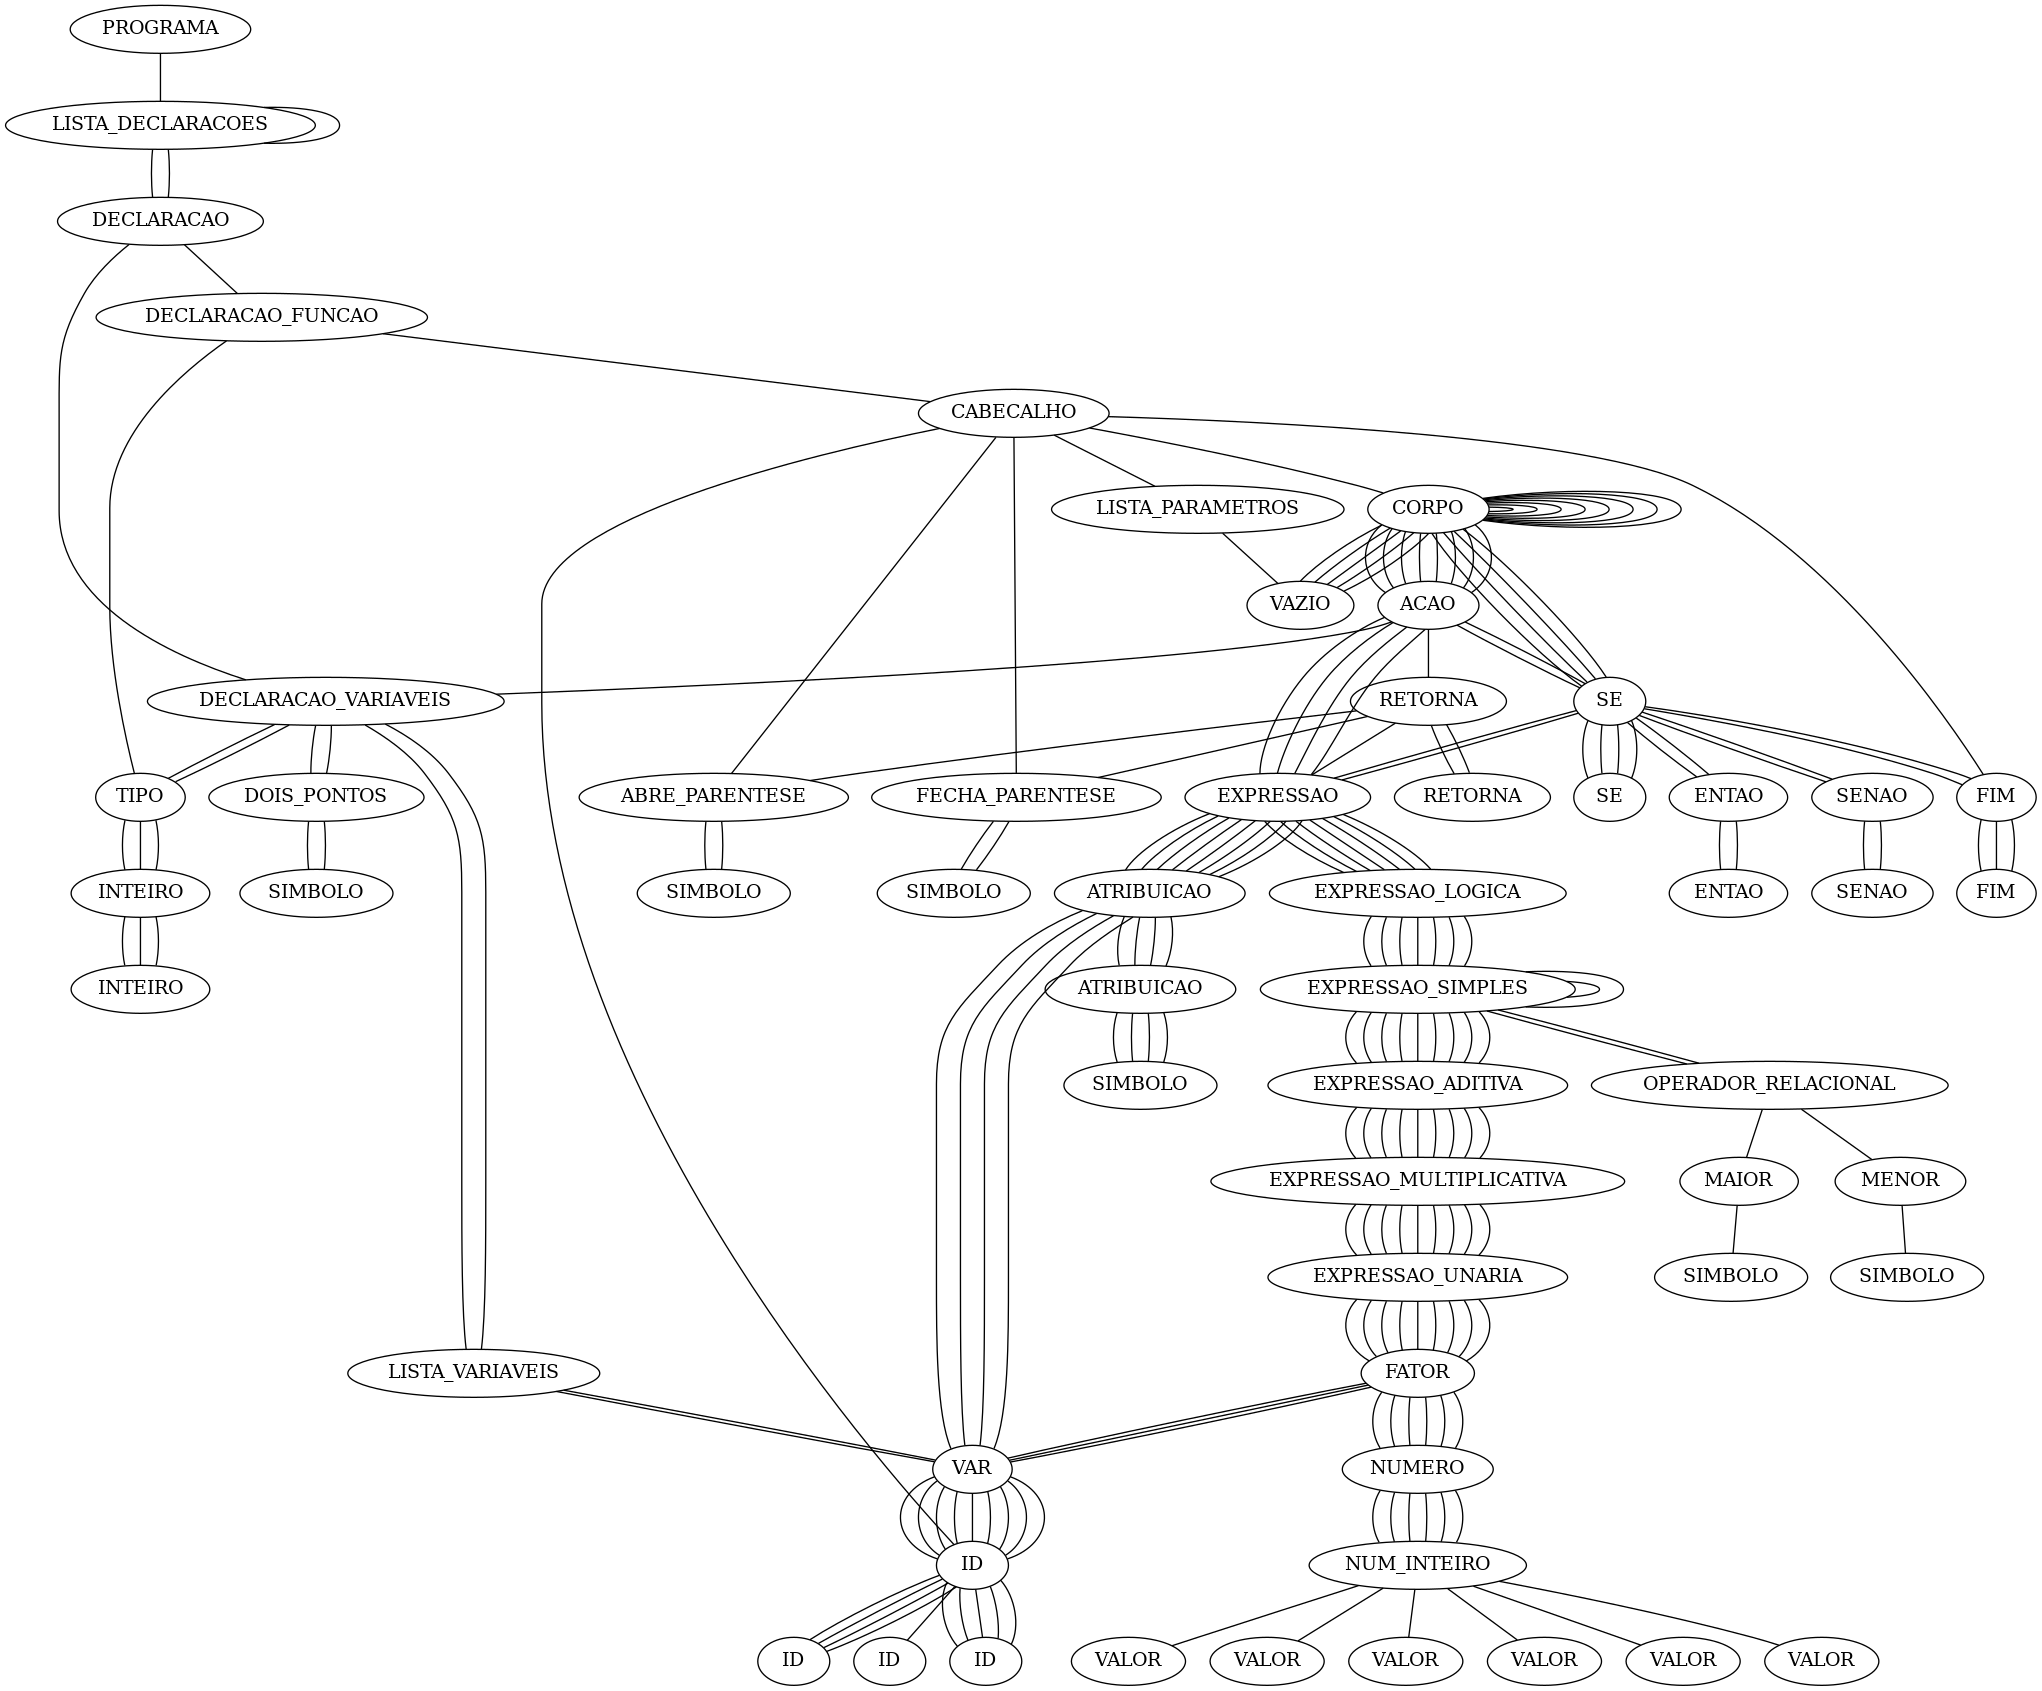 PROGRAMA
LISTA_DECLARACOES
DECLARACAO
DECLARACAO_FUNCAO
CABECALHO
LISTA_PARAMETROS
CORPO
VAZIO
ACAO
DECLARACAO_VARIAVEIS
RETORNA
SE
TIPO
DOIS_PONTOS
ABRE_PARENTESE
FECHA_PARENTESE
EXPRESSAO
RETORNA
SE
ENTAO
SENAO
FIM
INTEIRO
SIMBOLO
SIMBOLO
SIMBOLO
ATRIBUICAO
EXPRESSAO_LOGICA
ENTAO
SENAO
FIM
INTEIRO
ATRIBUICAO
EXPRESSAO_SIMPLES
SIMBOLO
EXPRESSAO_ADITIVA
OPERADOR_RELACIONAL
EXPRESSAO_MULTIPLICATIVA
MAIOR
MENOR
EXPRESSAO_UNARIA
SIMBOLO
SIMBOLO
LISTA_VARIAVEIS
FATOR
VAR
NUMERO
ID
NUM_INTEIRO
ID
ID
ID
VALOR
VALOR
VALOR
VALOR
VALOR
VALOR